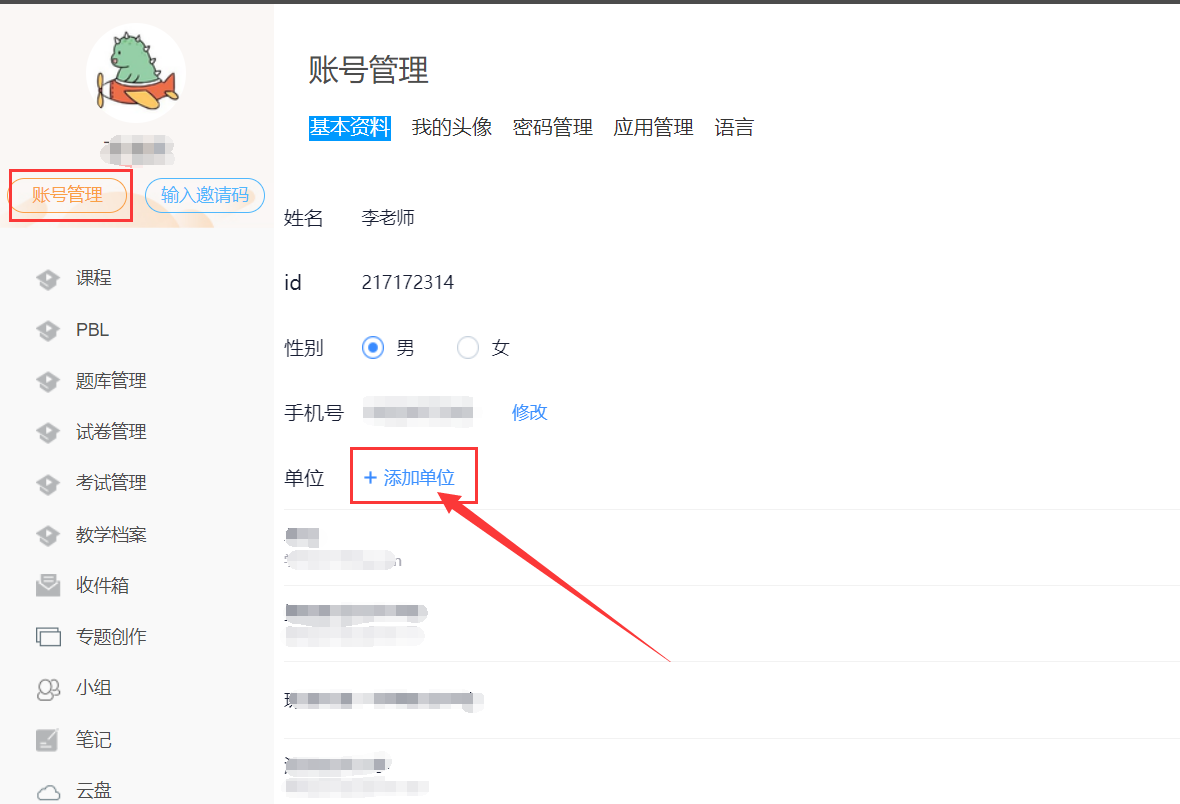 账号管理
输入邀请码
课程
PBL
题库管理
试卷管理
考试管理
教学档案
收件箱
专题创作
小组
笔记
云盘
账号管理
基本资料 我的头像 密码管理 应用管理 语言
姓名 李老师
id 217172314
性别 男 女
手机号 修改
单位 + 添加单位